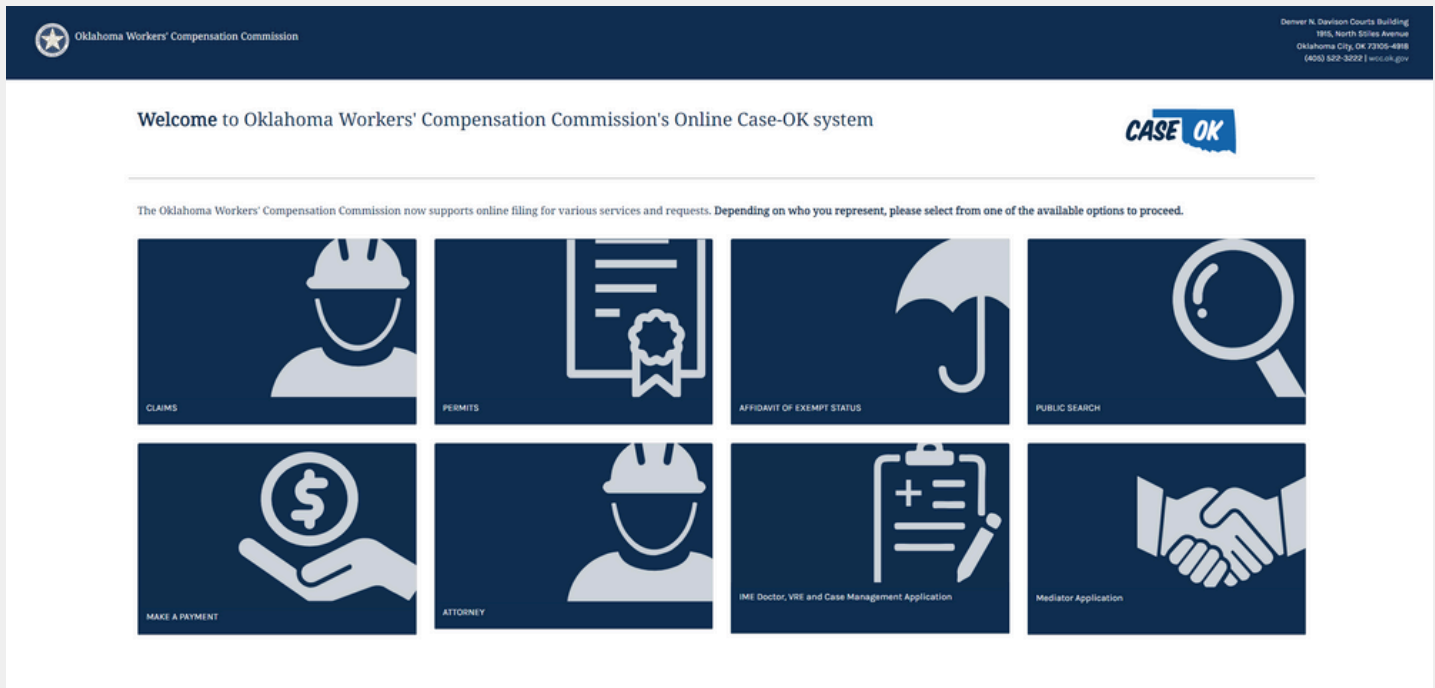 Oklahoma Workers' Compensation Commission
Denver N. Davison Courts Building
1915, North Stiles Avenue
Oklahoma City, OK 73105-4918
(405) 522-3222 | wcc.ok.gov
Welcome to Oklahoma Workers' Compensation Commission's Online Case-OK system
CASE OK
The Oklahoma Workers' Compensation Commission now supports online filing for various services and requests. Depending on who you represent, please select from one of the available options to proceed.
CLAIMS
PERMITS
AFFIDAVIT OF EXEMPT STATUS
PUBLIC SEARCH
MAKE A PAYMENT
ATTORNEY
IME Doctor, VRE and Case Management Application
Mediator Application